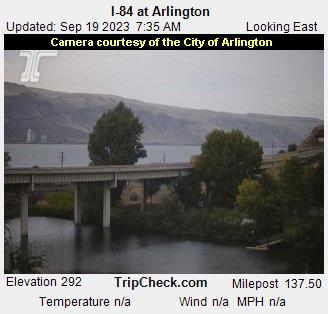 I-84 at Arlington
Updated: Sep 19 2023 7:35 AM Looking East
Camera courtesy of the City of Arlington
Elevation 292 TripCheck.com Milepost 137.50
Temperature n/a Wind n/a MPH n/a